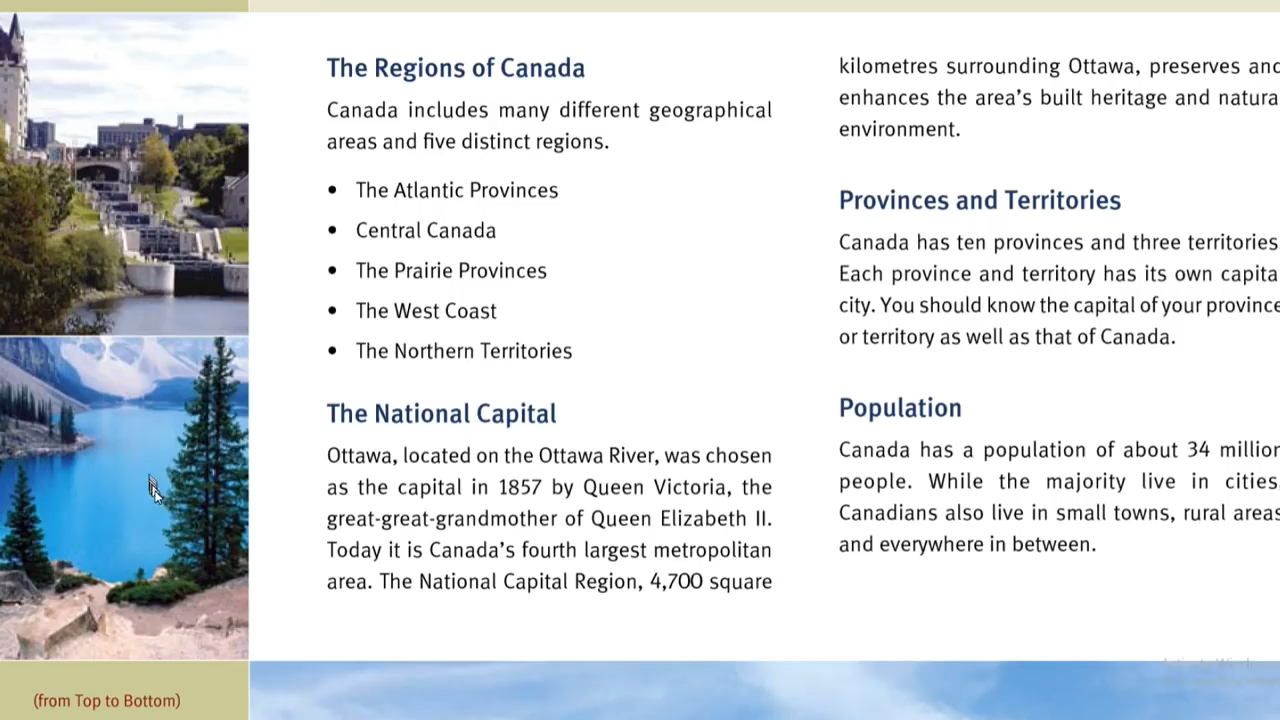 The Regions of Canada
Canada includes many different geographical
areas and five distinct regions.
• The Atlantic Provinces
• Central Canada
• The Prairie Provinces
• The West Coast
• The Northern Territories
The National Capital
Ottawa, located on the Ottawa River, was chosen
as the capital in 1857 by Queen Victoria, the
great-great-grandmother of Queen Elizabeth II.
Today it is Canada's fourth largest metropolitan
area. The National Capital Region, 4,700 square
kilometres surrounding Ottawa, preserves and
enhances the area's built heritage and natura
environment.
Provinces and Territories
Canada has ten provinces and three territories.
Each province and territory has its own capita
city. You should know the capital of your province
or territory as well as that of Canada.
Population
Canada has a population of about 34 million
people. While the majority live in cities,
Canadians also live in small towns, rural areas
and everywhere in between.
(from Top to Bottom)